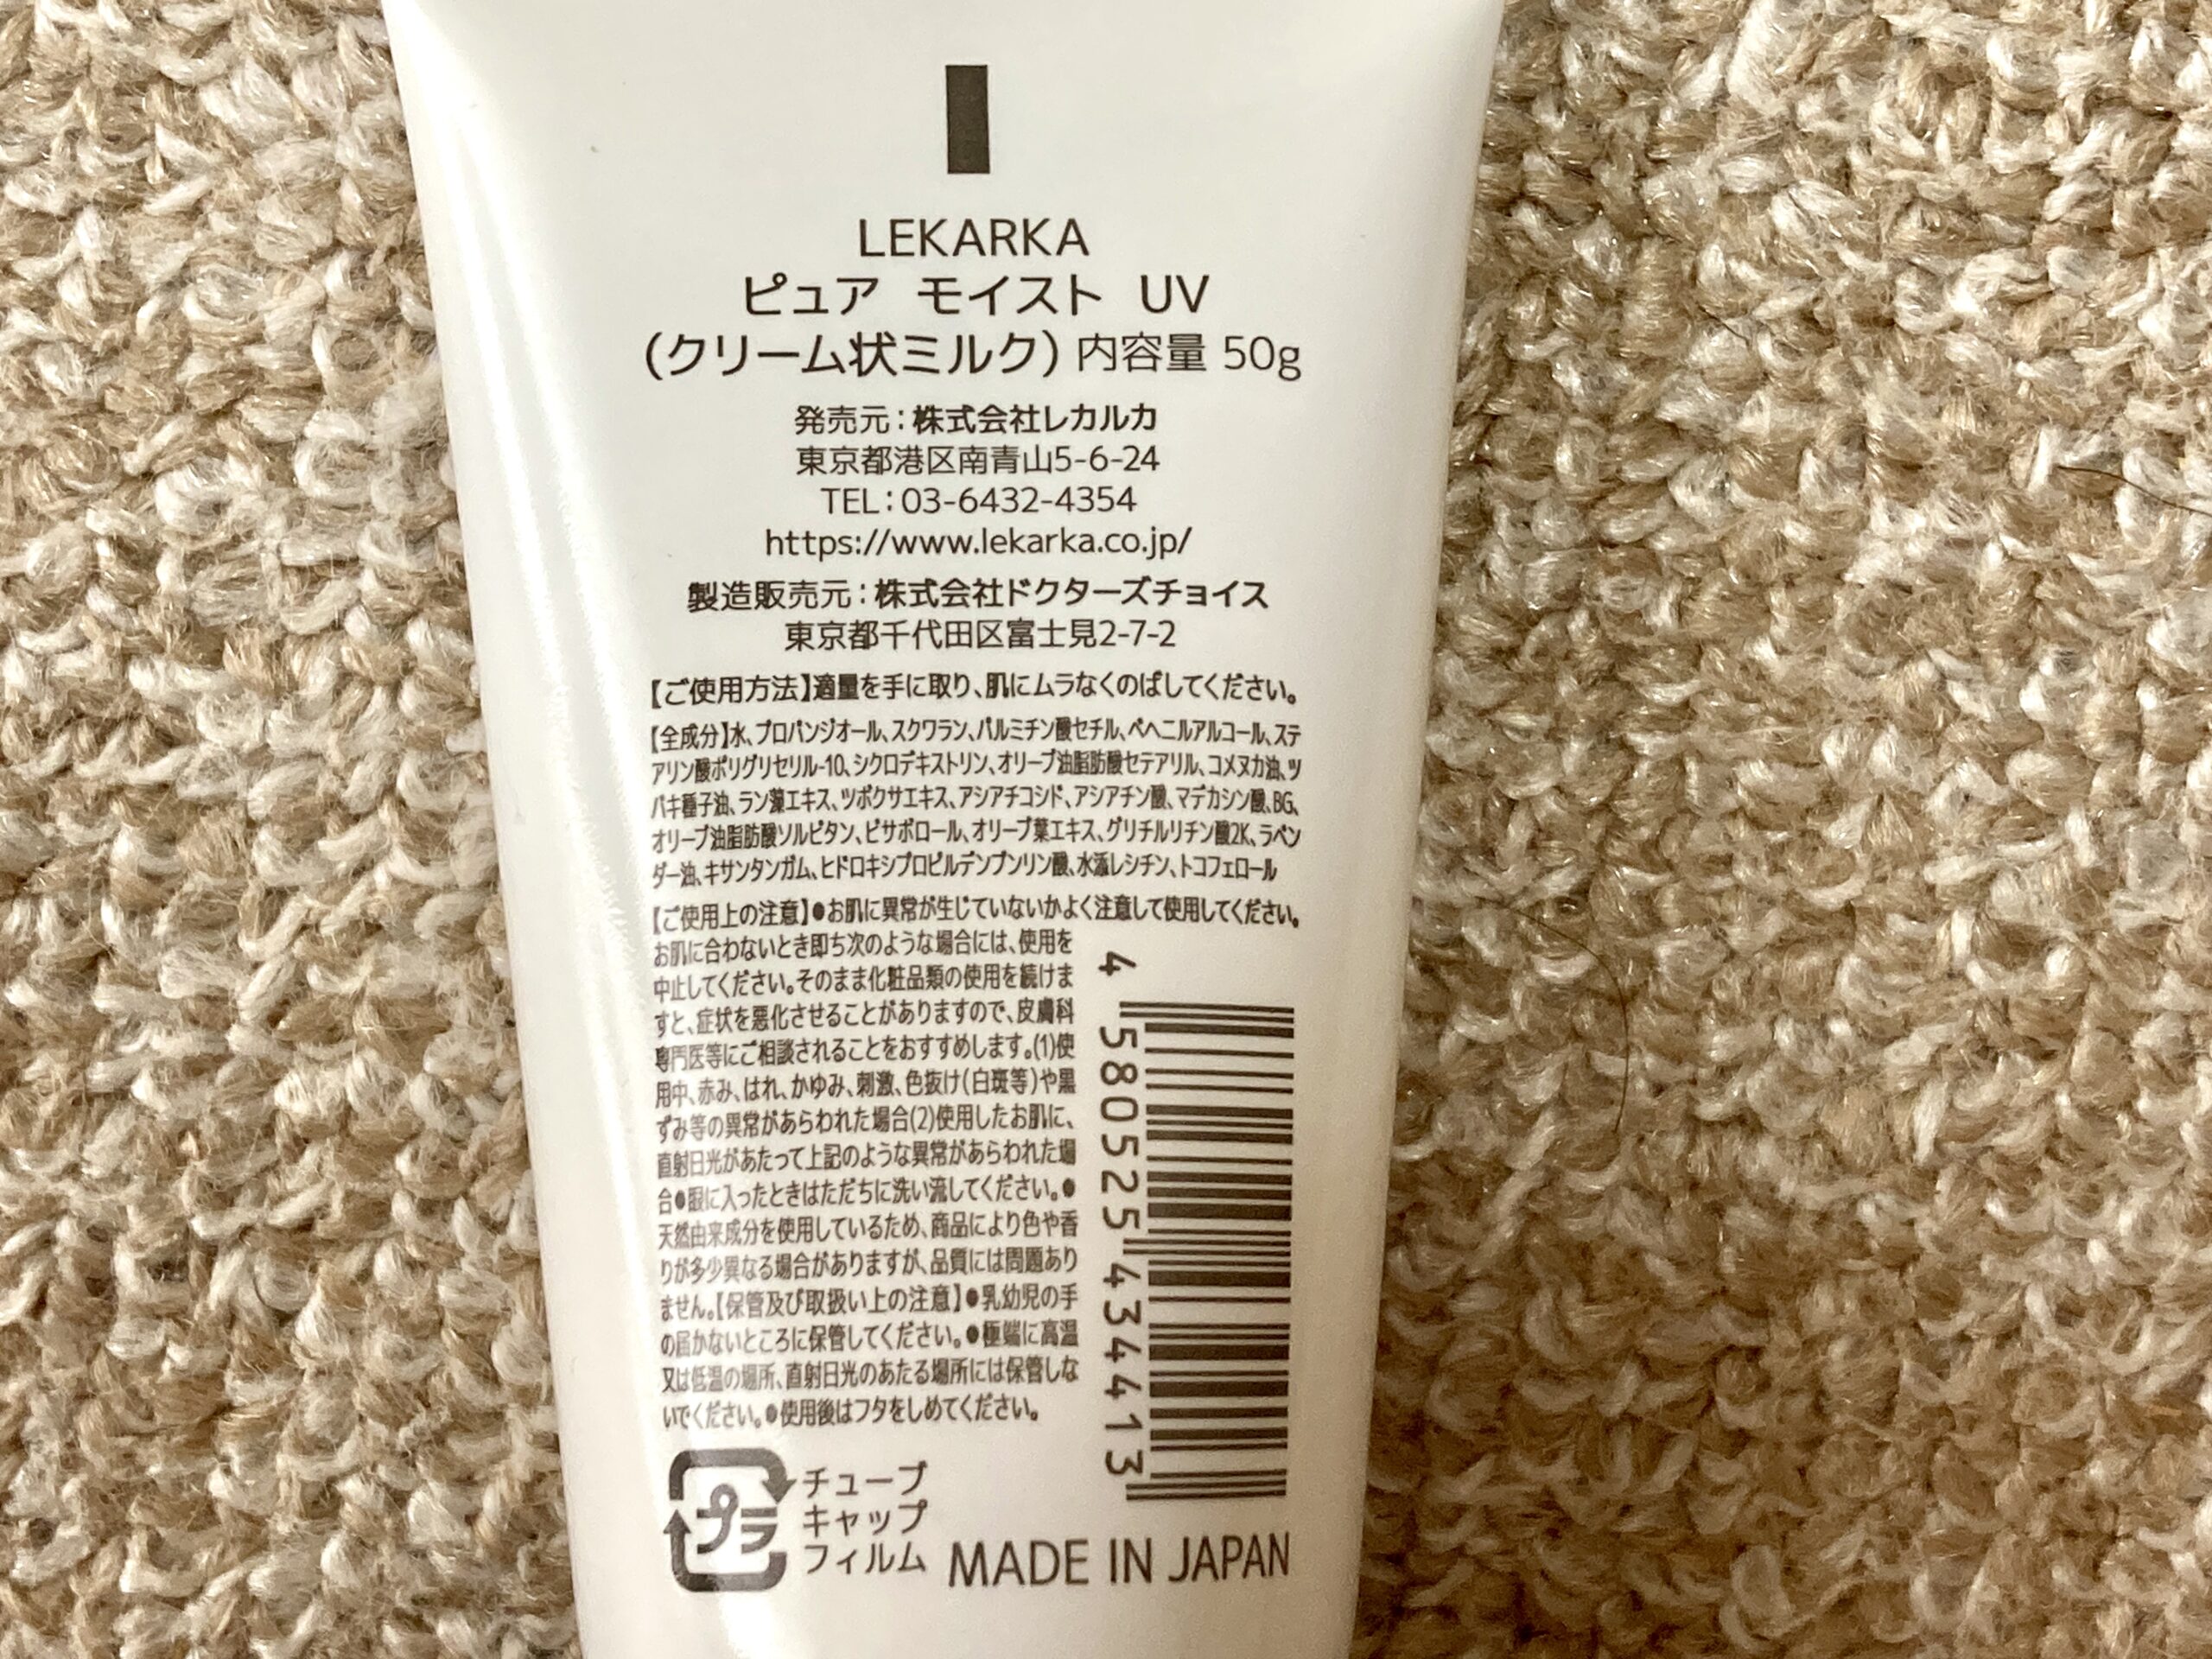 LEKARKA
ピュア モイスト UV
(クリーム状ミルク) 内容量 50g
発売元：株式会社レカルカ
東京都港区南青山5-6-24
TEL：03-6432-4354
https://www.lekarka.co.jp/
製造販売元：株式会社ドクターズチョイス
東京都千代田区富士見2-7-2
【ご使用方法】適量を手に取り、肌にムラなくのばしてください。
【全成分】水、プロパンジオール、スクワラン、パルミチン酸セチル、ベヘニルアルコール、ステ
アリン酸ポリグリセリル-10、シクロデキストリン、オリーブ油脂肪酸セテアリル、コメヌカ油、ツ
バキ種子油、ラン藻エキス、ツボクサエキス、アシアチコシド、アシアチン酸、マデカシン酸、BG、
オリーブ油脂肪酸ソルビタン、ビサボロール、オリーブ葉エキス、グリチルリチン酸2K、ラベン
ダー油、キサンタンガム、ヒドロキシプロピルデンプンリン酸、水添レシチン、トコフェロール
【ご使用上の注意】●お肌に異常が生じていないかよく注意して使用してください。
お肌に合わないとき即ち次のような場合には、使用を
中止してください。そのまま化粧品類の使用を続けま
すと、症状を悪化させることがありますので、皮膚科
専門医等にご相談されることをおすすめします。(1)使
用中、赤み、はれ、かゆみ、刺激、色抜け(白斑等)や黒
ずみ等の異常があらわれた場合(2)使用したお肌に、
直射日光があたって上記のような異常があらわれた場
合●眼に入ったときはただちに洗い流してください。●
天然由来成分を使用しているため、商品により色や香
りが多少異なる場合がありますが、品質には問題あり
ません。【保管及び取扱い上の注意】●乳幼児の手
の届かないところに保管してください。●極端に高温
又は低温の場所、直射日光のあたる場所には保管しな
いでください。●使用後はフタをしめてください。
4 580525 434413
プラ
チューブ
キャップ
フィルム
MADE IN JAPAN